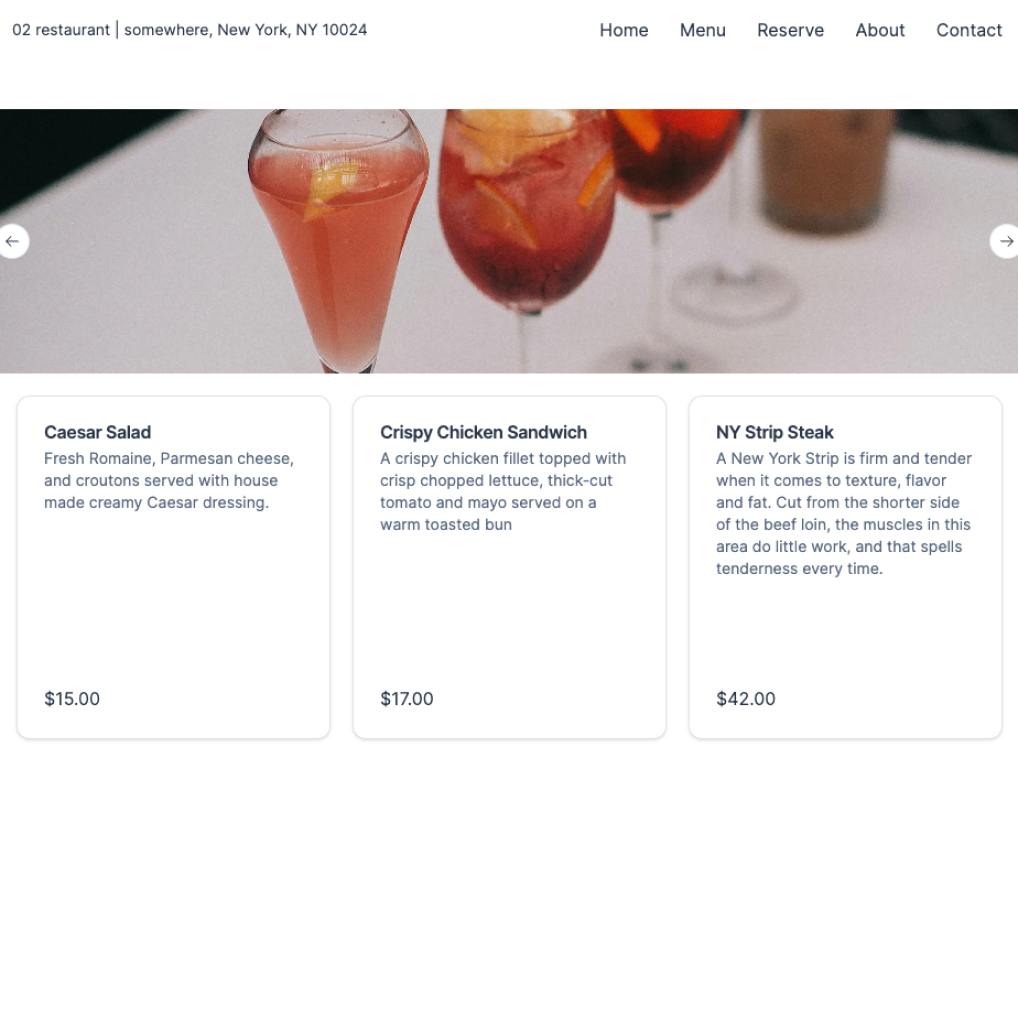 02 restaurant | somewhere, New York, NY 10024
Home Menu Reserve About Contact
Caesar Salad
Fresh Romaine, Parmesan cheese,
and croutons served with house
made creamy Caesar dressing.
$15.00
Crispy Chicken Sandwich
A crispy chicken fillet topped with
crisp chopped lettuce, thick-cut
tomato and mayo served on a
warm toasted bun
$17.00
NY Strip Steak
A New York Strip is firm and tender
when it comes to texture, flavor
and fat. Cut from the shorter side
of the beef loin, the muscles in this
area do little work, and that spells
tenderness every time.
$42.00